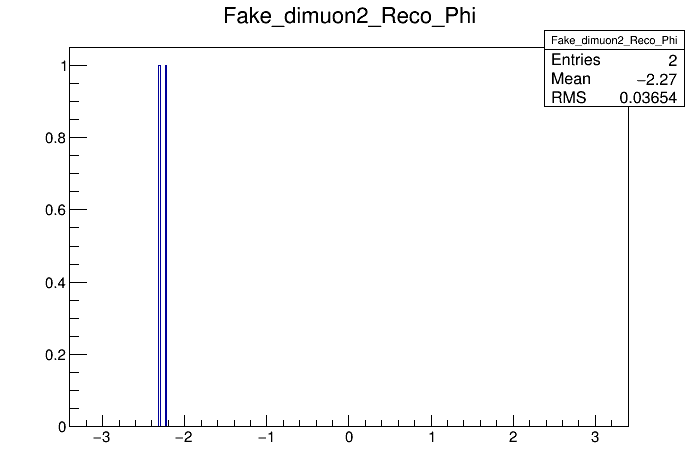 Fake_dimuon2_Reco_Phi
Fake_dimuon2_Reco_Phi
Entries 2
Mean −2.27
RMS 0.03654
1
0.8
0.6
0.4
0.2
0
−3 −2 −1 0 1 2 3